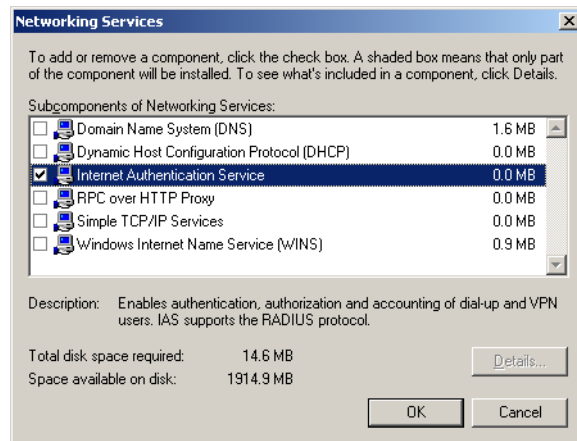 Networking Services
To add or remove a component, click the check box. A shaded box means that only part
of the component will be installed. To see what's included in a component, click Details.
Subcomponents of Networking Services:
Domain Name System (DNS) 1.6 MB
Dynamic Host Configuration Protocol (DHCP) 0.0 MB
Internet Authentication Service 0.0 MB
RPC over HTTP Proxy 0.0 MB
Simple TCP/IP Services 0.0 MB
Windows Internet Name Service (WINS) 0.9 MB
Description: Enables authentication, authorization and accounting of dial-up and VPN
users. IAS supports the RADIUS protocol.
Total disk space required: 14.6 MB
Details...
Space available on disk: 1914.9 MB
OK Cancel